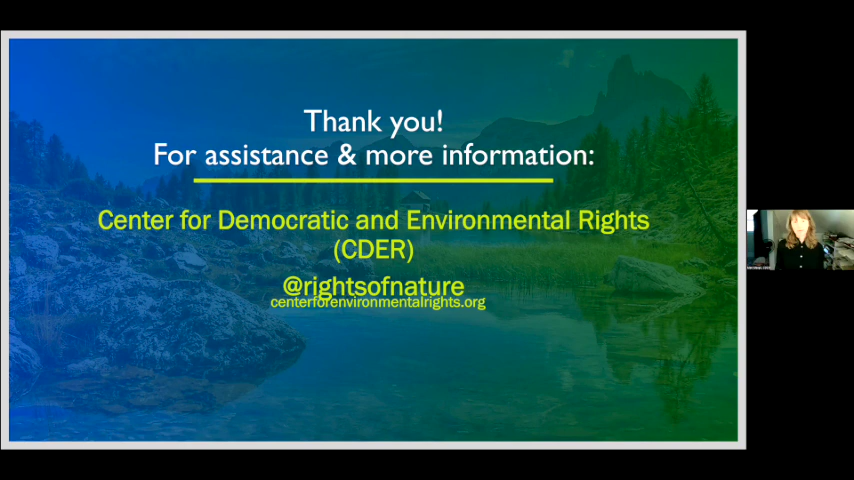 Thank you!
For assistance & more information:
Center for Democratic and Environmental Rights
(CDER)
@rightsofnature
centerforenvironmentalrights.org